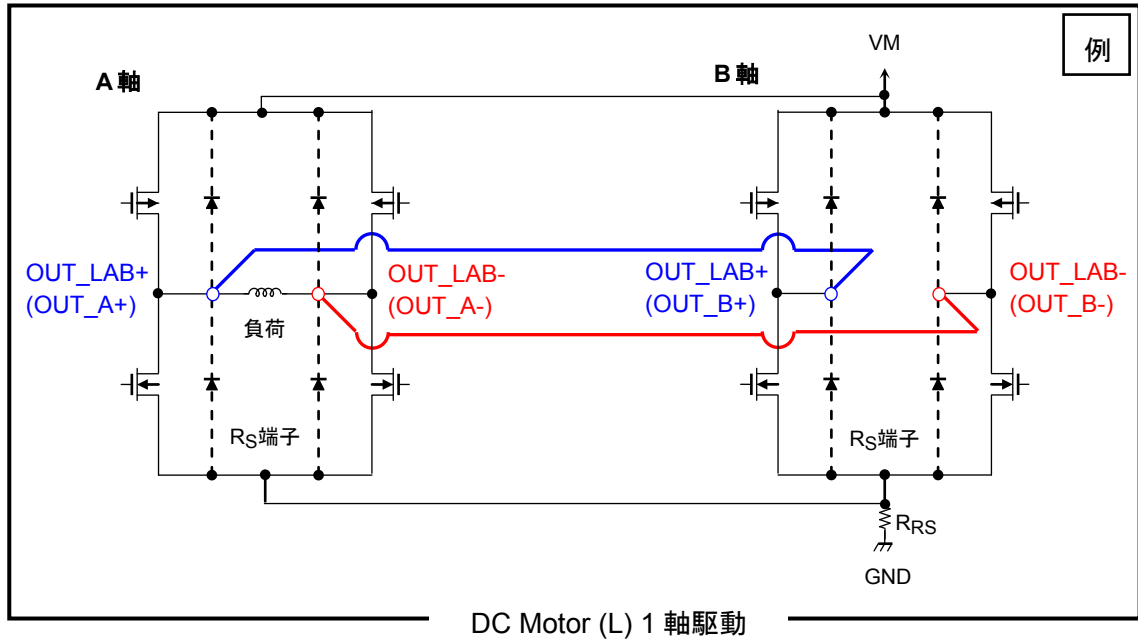 例
VM
A 軸
B 軸
OUT_LAB+
(OUT_A+)
OUT_LAB-
(OUT_A-)
OUT_LAB+
(OUT_B+)
OUT_LAB-
(OUT_B-)
負荷
RS端子
RS端子
RRS
GND
DC Motor (L) 1 軸駆動